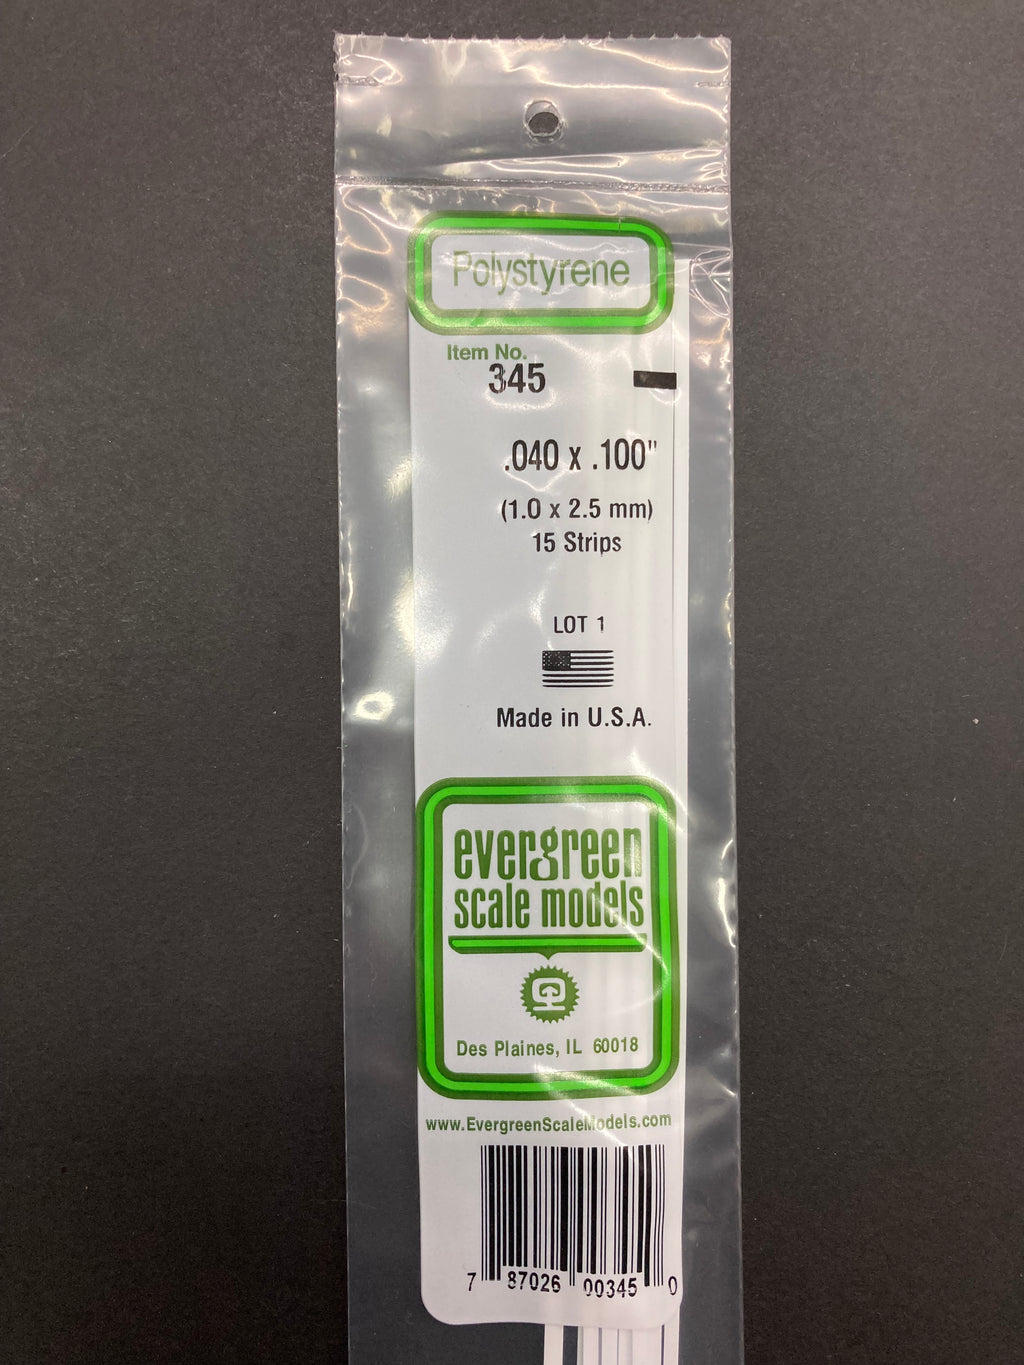 Polystyrene
Item No.
345
.040 x .100"
(1.0 x 2.5 mm)
15 Strips
LOT 1
Made in U.S.A.
evergreen
scale models
Des Plaines, IL 60018
www.EvergreenScaleModels.com
7 87026 00345 0